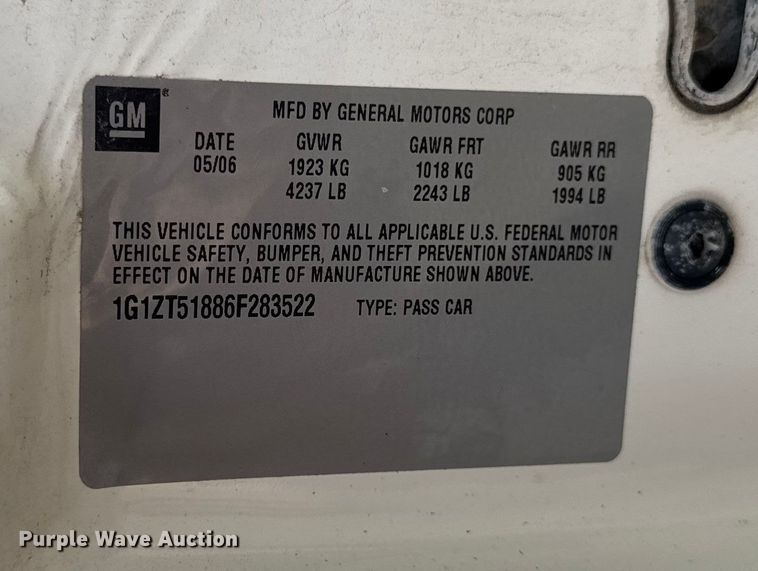 GM®
MFD BY GENERAL MOTORS CORP
DATE GVWR GAWR FRT GAWR RR
05/06 1923 KG 1018 KG 905 KG
4237 LB 2243 LB 1994 LB
THIS VEHICLE CONFORMS TO ALL APPLICABLE U.S. FEDERAL MOTOR
VEHICLE SAFETY, BUMPER, AND THEFT PREVENTION STANDARDS IN
EFFECT ON THE DATE OF MANUFACTURE SHOWN ABOVE.
1G1ZT51886F283522 TYPE: PASS CAR
Purple Wave Auction